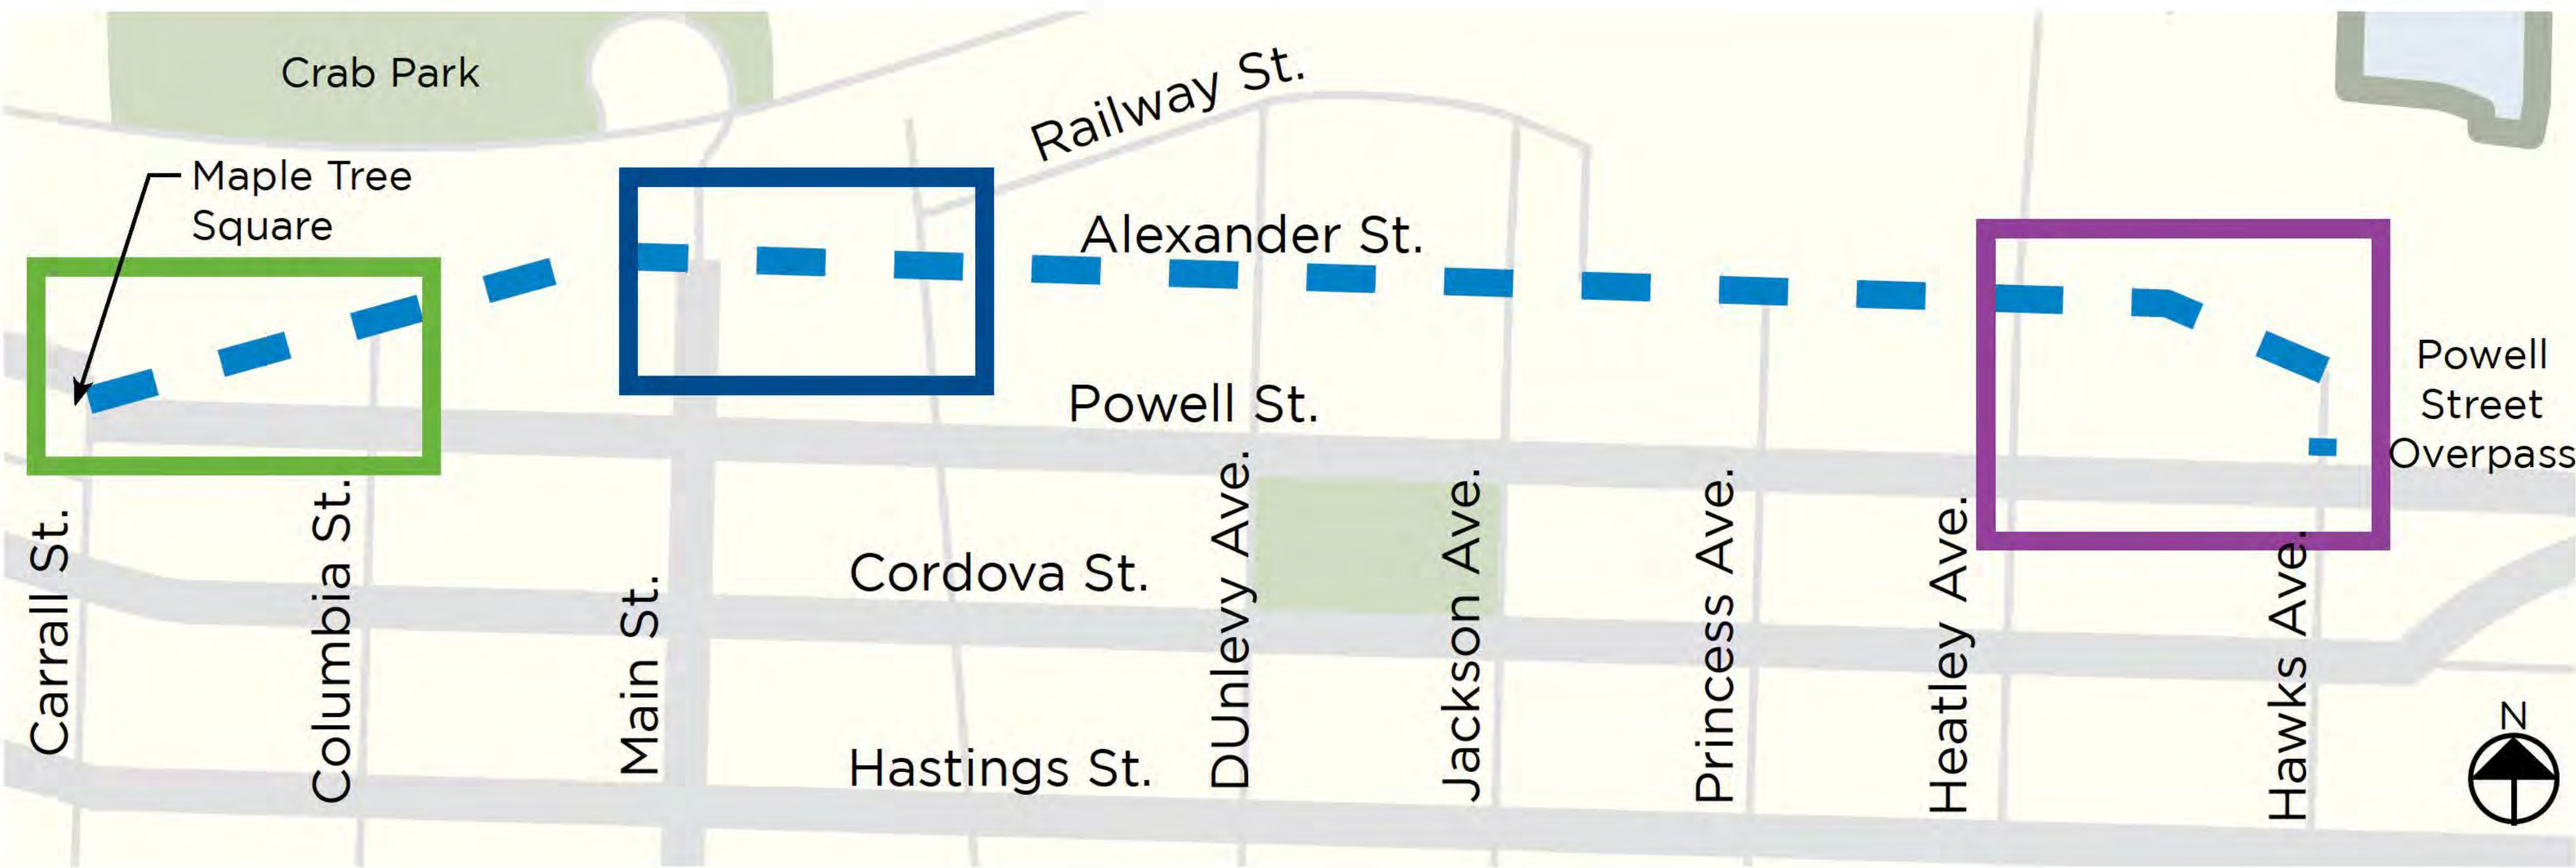 Crab Park
Railway St.
Maple Tree
Square
Alexander St.
Powell
Street
Overpass
Powell St.
Carrall St.
Columbia St.
Main St.
Cordova St.
Hastings St.
DUnlevy Ave.
Jackson Ave.
Princess Ave.
Heatley Ave.
Hawks Ave.
N